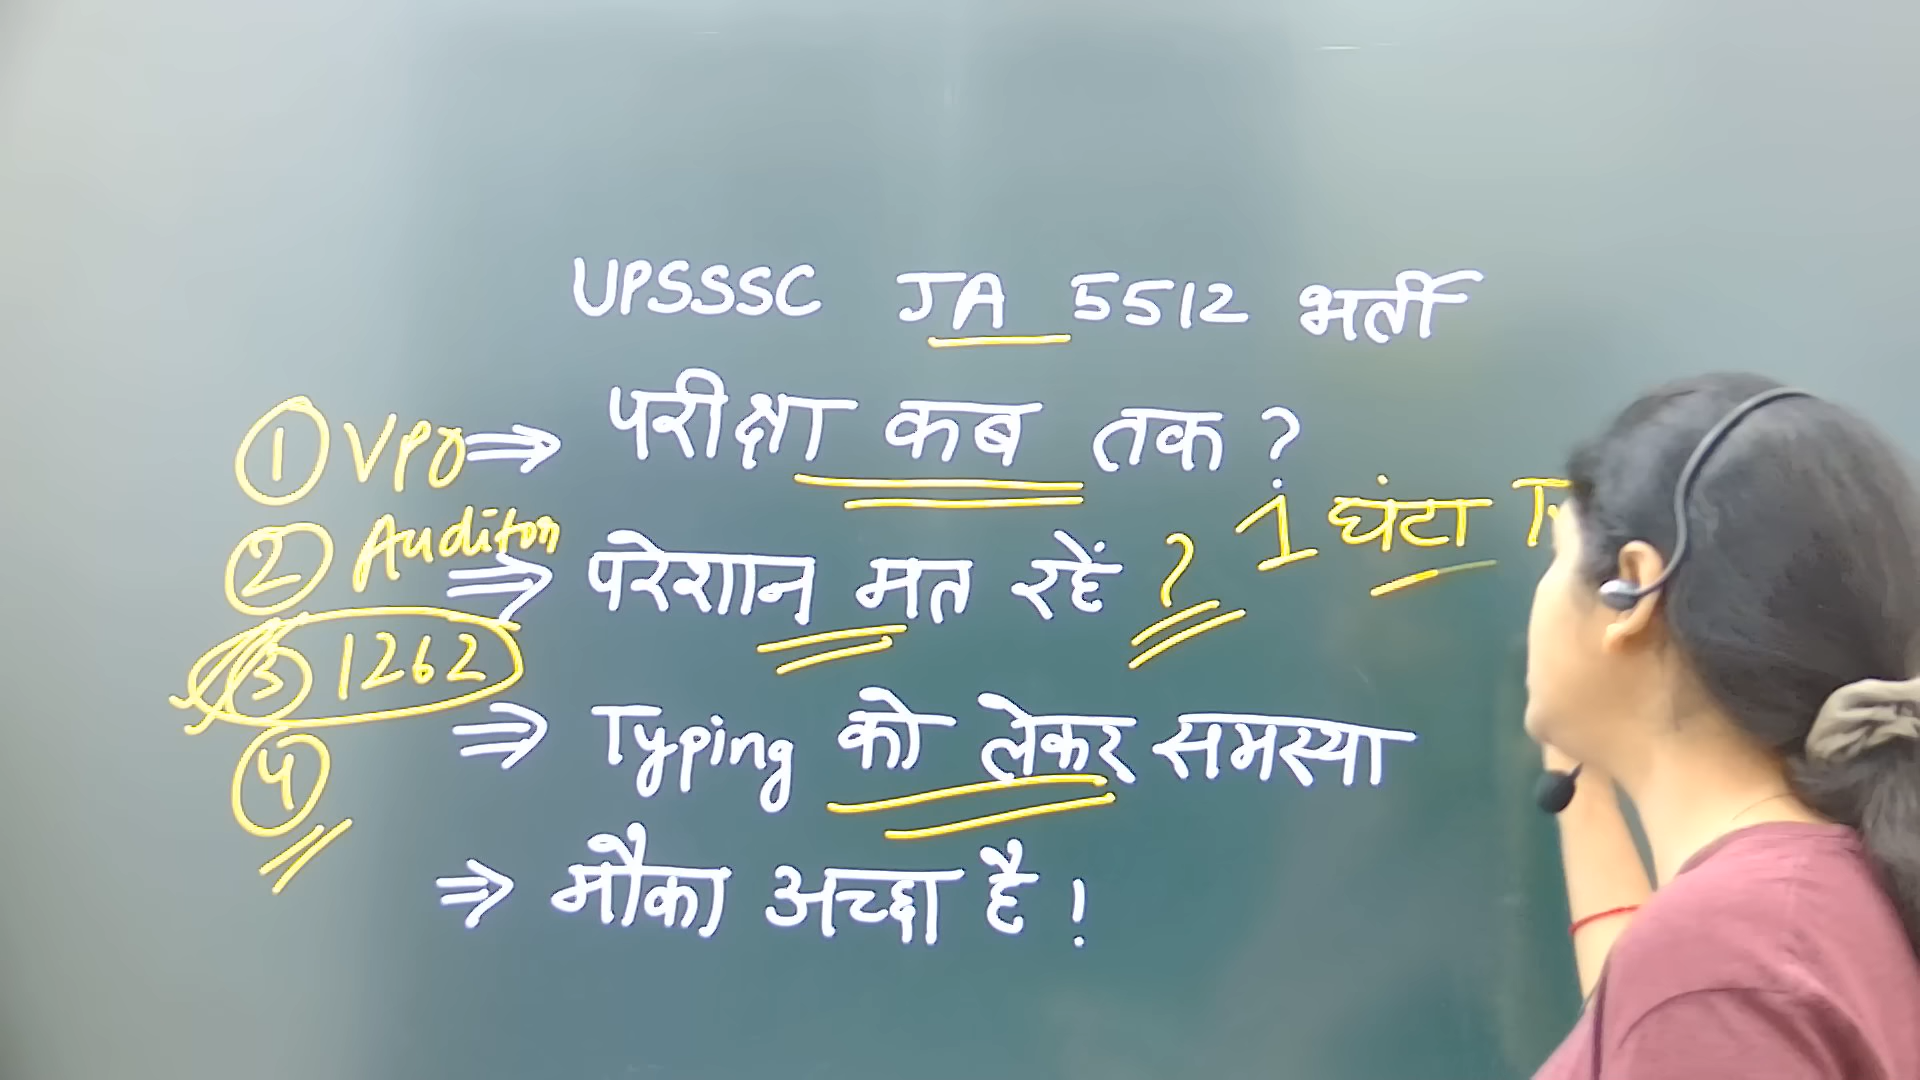 UPSSSC JA 5512 भर्ती
① VPO ⇒ परीक्षा कब तक ?
1 घंटा
② Auditor ⇒ परेशान मत रहें ?
③ 1262
④ ⇒ Typing को लेकर समस्या
⇒ मौका अच्छा है !